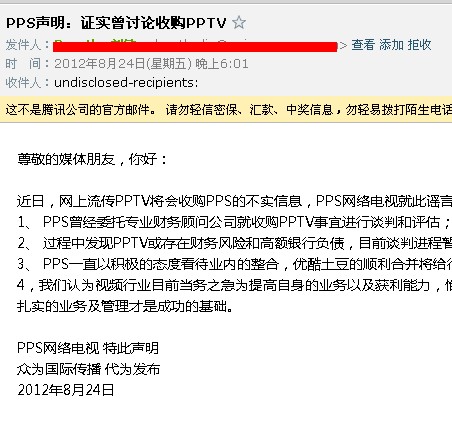 PPS声明：证实曾讨论收购PPTV ☆
发件人：> 查看 添加 拒收
时 间：2012年8月24日(星期五) 晚上6:01
收件人：undisclosed-recipients:
这不是腾讯公司的官方邮件。 请勿轻信密保、汇款、中奖信息，勿轻易拨打陌生电话
尊敬的媒体朋友，你好：
近日，网上流传PPTV将会收购PPS的不实信息，PPS网络电视就此谣言
1、 PPS曾经委托专业财务顾问公司就收购PPTV事宜进行谈判和评估；
2、 过程中发现PPTV或存在财务风险和高额银行负债，目前谈判进程暂
3、 PPS一直以积极的态度看待业内的整合，优酷土豆的顺利合并将给行
4，我们认为视频行业目前当务之急为提高自身的业务以及获利能力，
扎实的业务及管理才是成功的基础。
PPS网络电视 特此声明
众为国际传播 代为发布
2012年8月24日